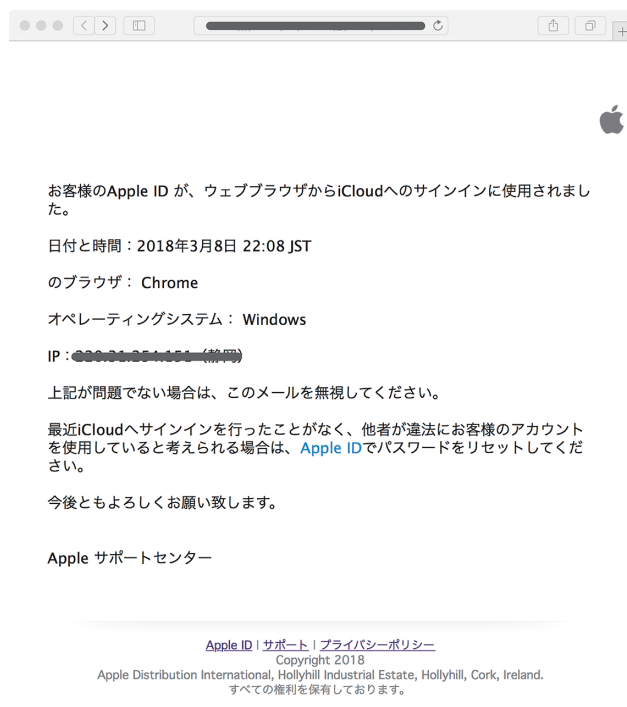 お客様のApple ID が、ウェブブラウザからiCloudへのサインインに使用されまし
た。
日付と時間：2018年3月8日 22:08 JST
のブラウザ： Chrome
オペレーティングシステム： Windows
IP：
上記が問題でない場合は、このメールを無視してください。
最近iCloudへサインインを行ったことがなく、他者が違法にお客様のアカウント
を使用していると考えられる場合は、Apple IDでパスワードをリセットしてくだ
さい。
今後ともよろしくお願い致します。
Apple サポートセンター
Apple ID | サポート | プライバシーポリシー
Copyright 2018
Apple Distribution International, Hollyhill Industrial Estate, Hollyhill, Cork, Ireland.
すべての権利を保有しております。